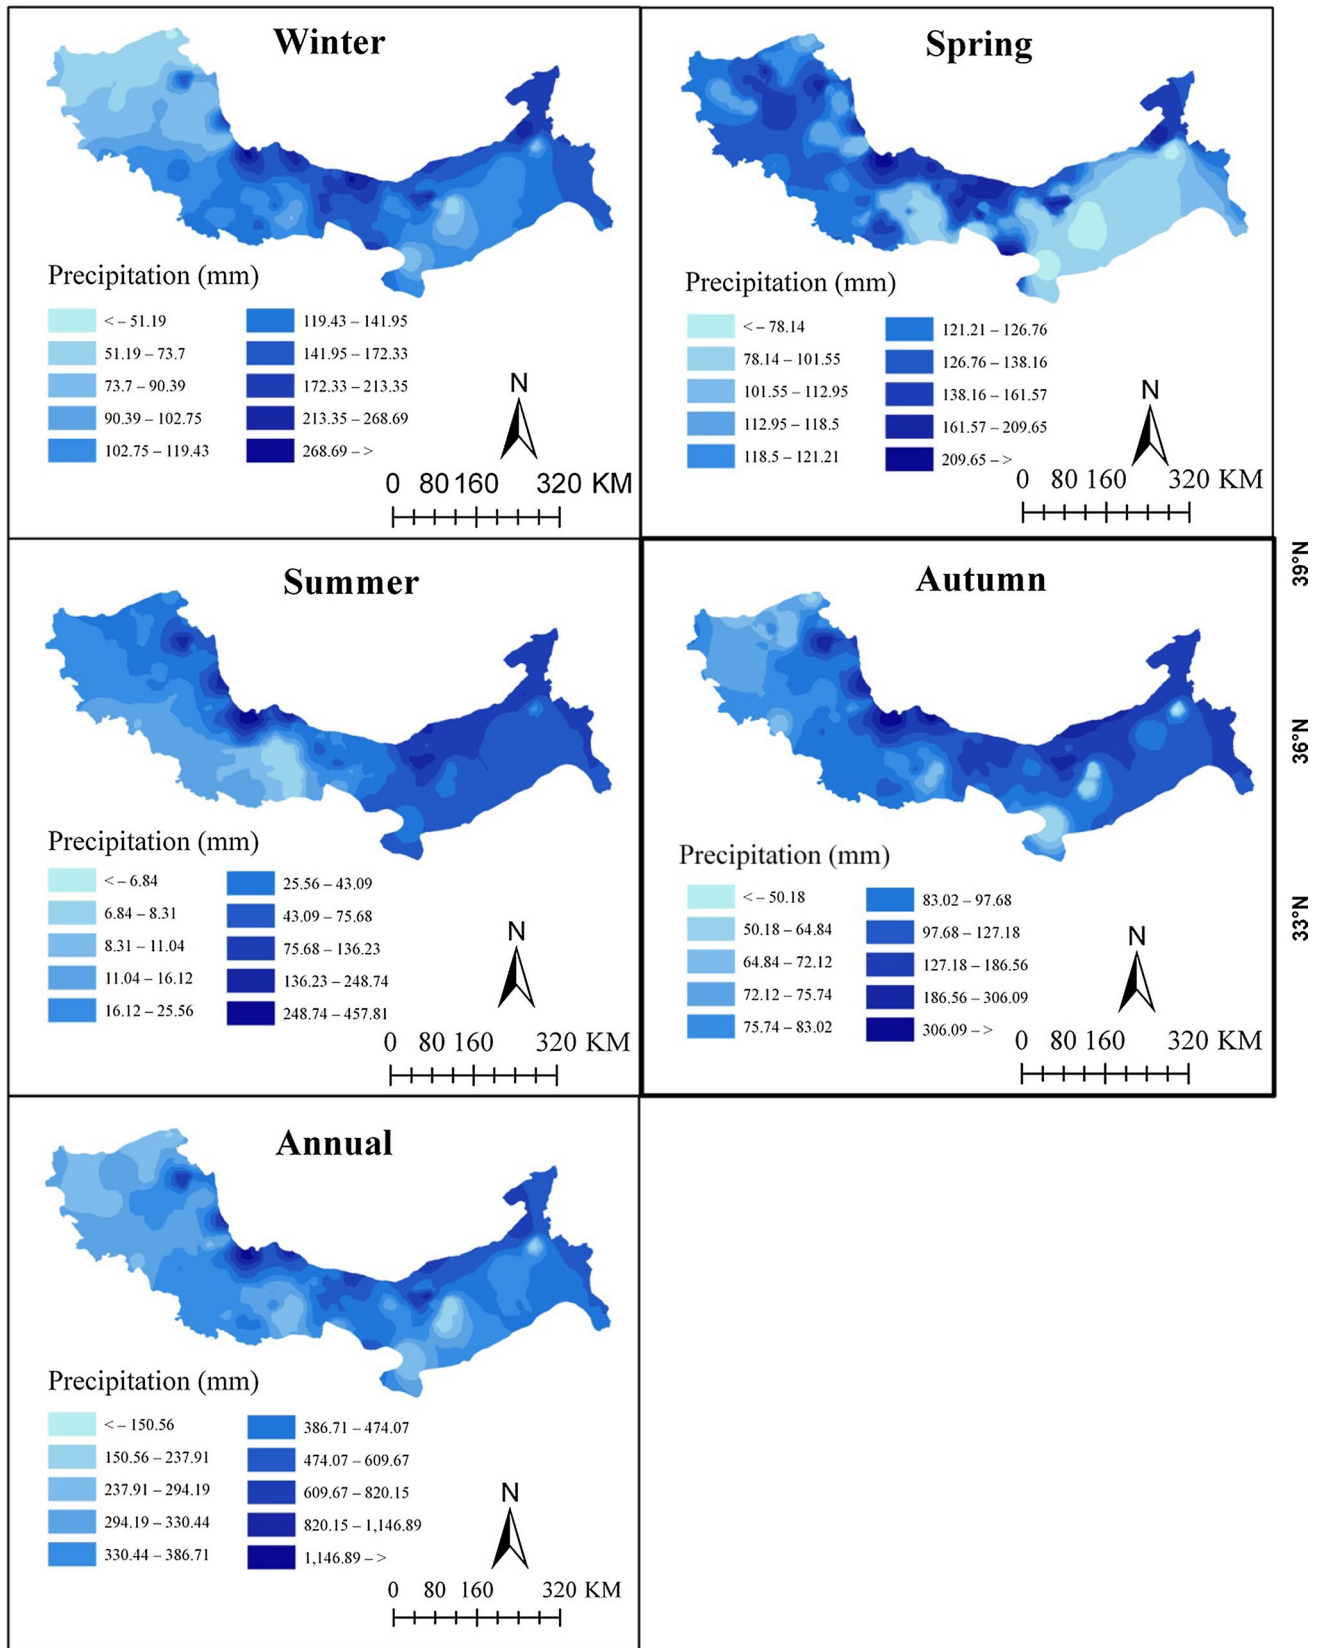 Winter
Precipitation (mm)
< – 51.19
51.19 – 73.7
73.7 – 90.39
90.39 – 102.75
102.75 – 119.43
119.43 – 141.95
141.95 – 172.33
172.33 – 213.35
213.35 – 268.69
268.69 – >
N
0 80 160 320 KM
Spring
Precipitation (mm)
< – 78.14
78.14 – 101.55
101.55 – 112.95
112.95 – 118.5
118.5 – 121.21
121.21 – 126.76
126.76 – 138.16
138.16 – 161.57
161.57 – 209.65
209.65 – >
N
0 80 160 320 KM
Summer
Precipitation (mm)
< – 6.84
6.84 – 8.31
8.31 – 11.04
11.04 – 16.12
16.12 – 25.56
25.56 – 43.09
43.09 – 75.68
75.68 – 136.23
136.23 – 248.74
248.74 – 457.81
N
0 80 160 320 KM
Autumn
Precipitation (mm)
< – 50.18
50.18 – 64.84
64.84 – 72.12
72.12 – 75.74
75.74 – 83.02
83.02 – 97.68
97.68 – 127.18
127.18 – 186.56
186.56 – 306.09
306.09 – >
N
0 80 160 320 KM
39°N
36°N
33°N
Annual
Precipitation (mm)
< – 150.56
150.56 – 237.91
237.91 – 294.19
294.19 – 330.44
330.44 – 386.71
386.71 – 474.07
474.07 – 609.67
609.67 – 820.15
820.15 – 1,146.89
1,146.89 – >
N
0 80 160 320 KM